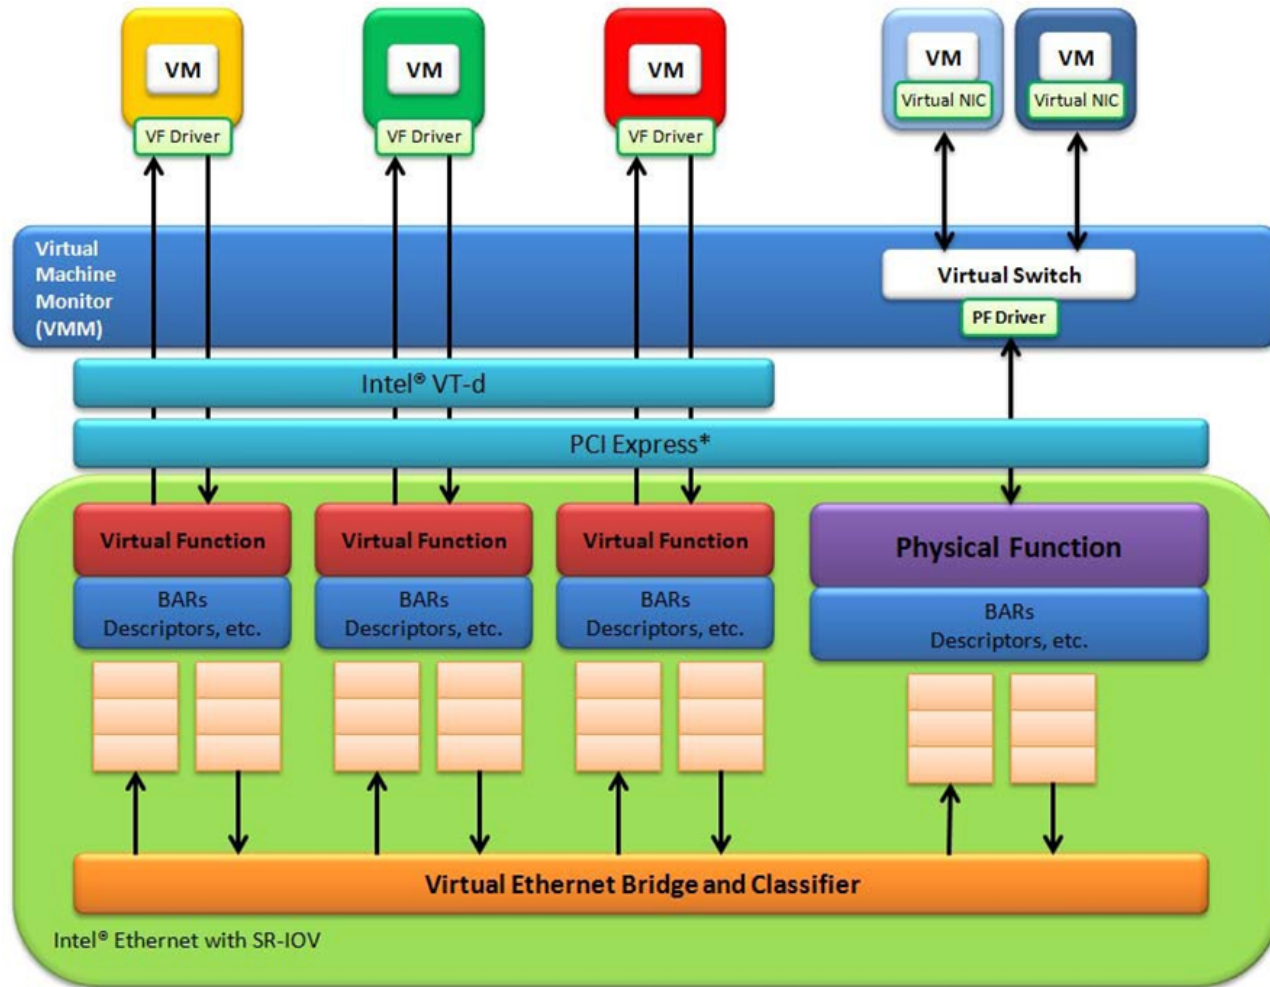 VM
VF Driver
VM
VF Driver
VM
VF Driver
VM
Virtual NIC
VM
Virtual NIC
Virtual
Machine
Monitor
(VMM)
Virtual Switch
PF Driver
Intel® VT-d
PCI Express*
Virtual Function
BARs
Descriptors, etc.
Virtual Function
BARs
Descriptors, etc.
Virtual Function
BARs
Descriptors, etc.
Physical Function
BARs
Descriptors, etc.
Virtual Ethernet Bridge and Classifier
Intel® Ethernet with SR-IOV